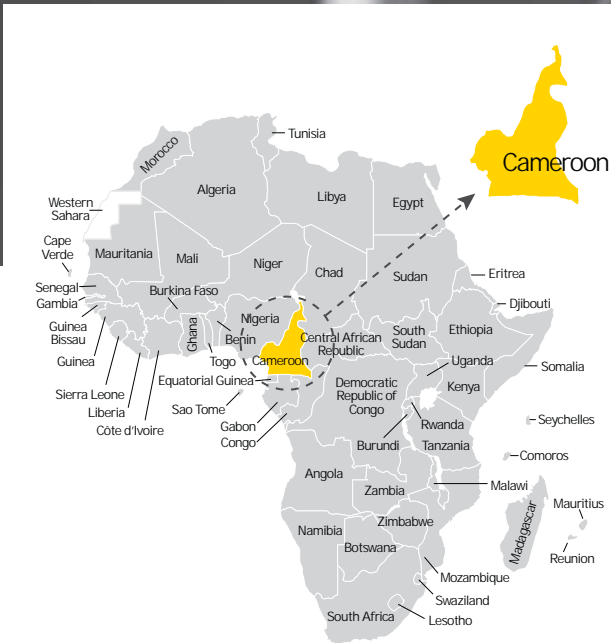 Cameroon
Tunisia
Morocco
Algeria
Libya
Egypt
Western
Sahara
Cape
Verde
Mauritania
Mali
Niger
Chad
Sudan
Eritrea
Senegal
Gambia
Burkina Faso
Djibouti
Guinea
Bissau
Ghana
Nigeria
Benin
Central African
Republic
South
Sudan
Ethiopia
Guinea
Togo
Cameroon
Uganda
Somalia
Equatorial Guinea
Democratic
Republic of
Congo
Kenya
Sierra Leone
Liberia
Sao Tome
Côte d'Ivoire
Gabon
Congo
Rwanda
Burundi
Tanzania
Seychelles
Comoros
Angola
Zambia
Malawi
Mauritius
Madagascar
Zimbabwe
Namibia
Botswana
Reunion
Mozambique
Swaziland
South Africa
Lesotho